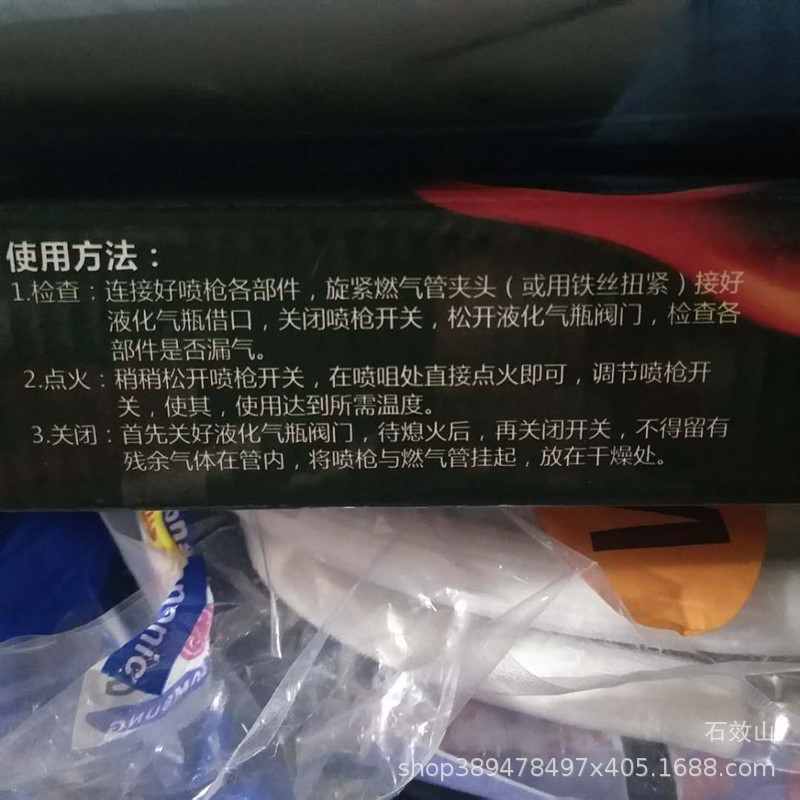 使用方法：
1.检查：连接好喷枪各部件，旋紧燃气管夹头（或用铁丝扭紧）接好
液化气瓶借口，关闭喷枪开关，松开液化气瓶阀门，检查各
部件是否漏气。
2.点火：稍稍松开喷枪开关，在喷咀处直接点火即可，调节喷枪开
关，使其，使用达到所需温度。
3.关闭：首先关好液化气瓶阀门，待熄火后，再关闭开关，不得留有
残余气体在管内，将喷枪与燃气管挂起，放在干燥处。
石效山
shop389478497x405.1688.com